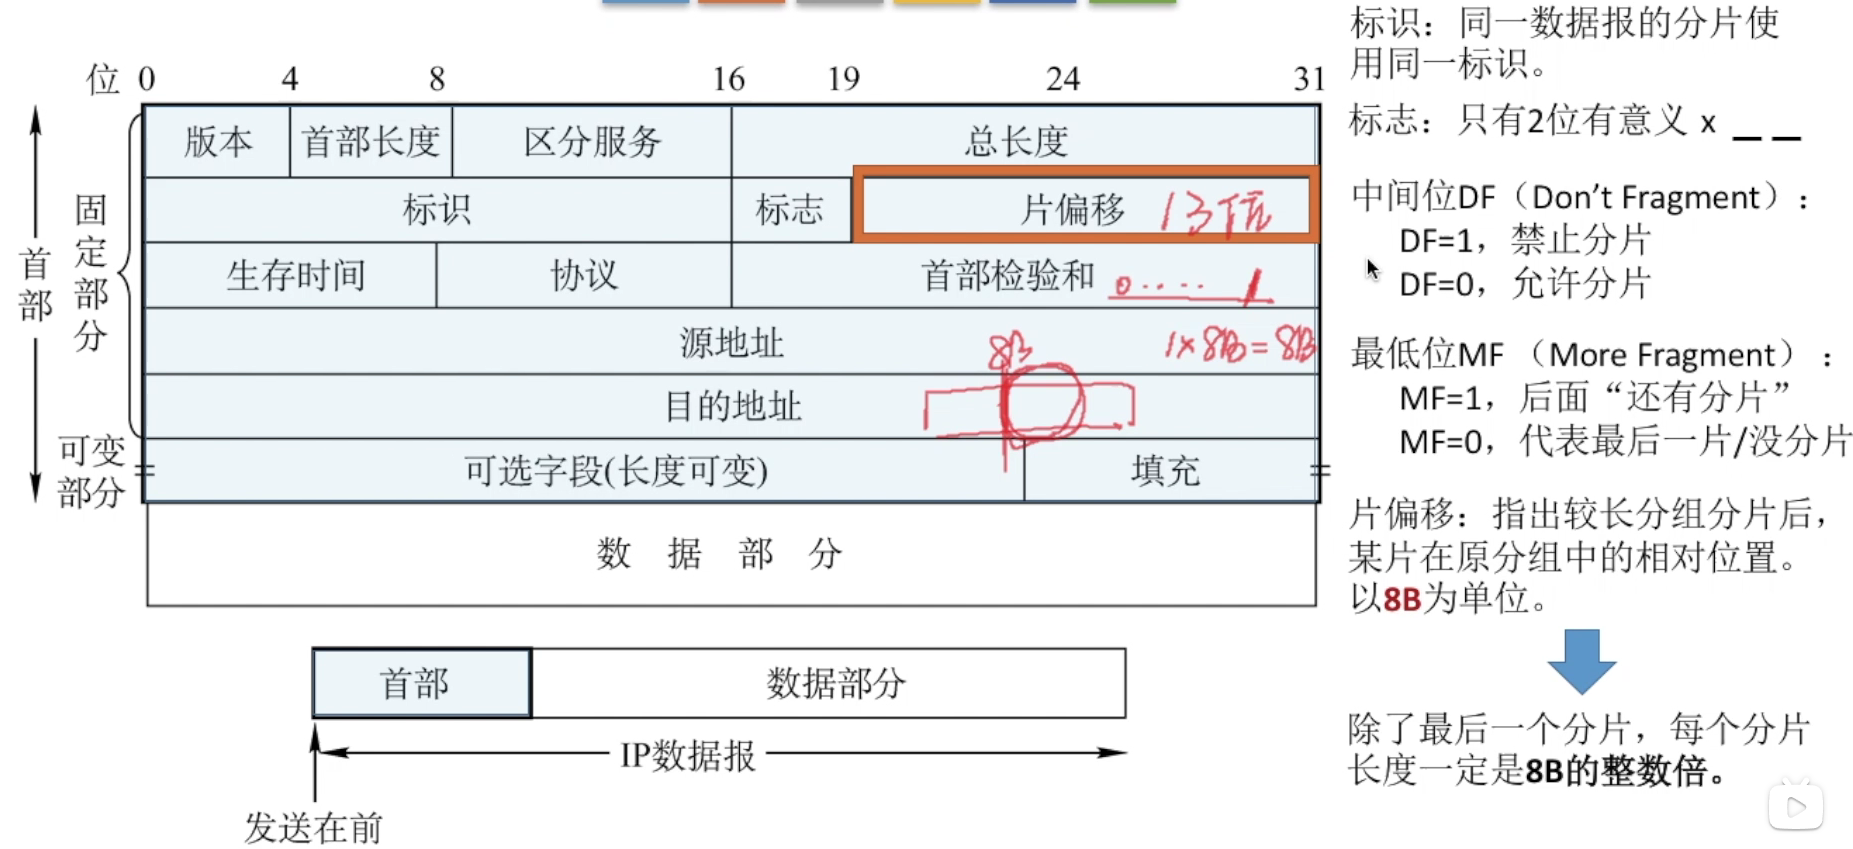 位 0 4 8 16 19 24 31
版本 首部长度 区分服务 总长度
标识 标志 片偏移 13位
生存时间 协议 首部检验和 0····1
源地址 1×8B=8B
8B
目的地址
可选字段(长度可变) 填充
数据部分
首部
固定部分
可变
部分
首部 数据部分
IP数据报
发送在前
标识：同一数据报的分片使
用同一标识。
标志：只有2位有意义 x _ _
中间位DF（Don't Fragment）：
DF=1，禁止分片
DF=0，允许分片
最低位MF （More Fragment）：
MF=1，后面“还有分片”
MF=0，代表最后一片/没分片
片偏移：指出较长分组分片后，
某片在原分组中的相对位置。
以8B为单位。
除了最后一个分片，每个分片
长度一定是8B的整数倍。